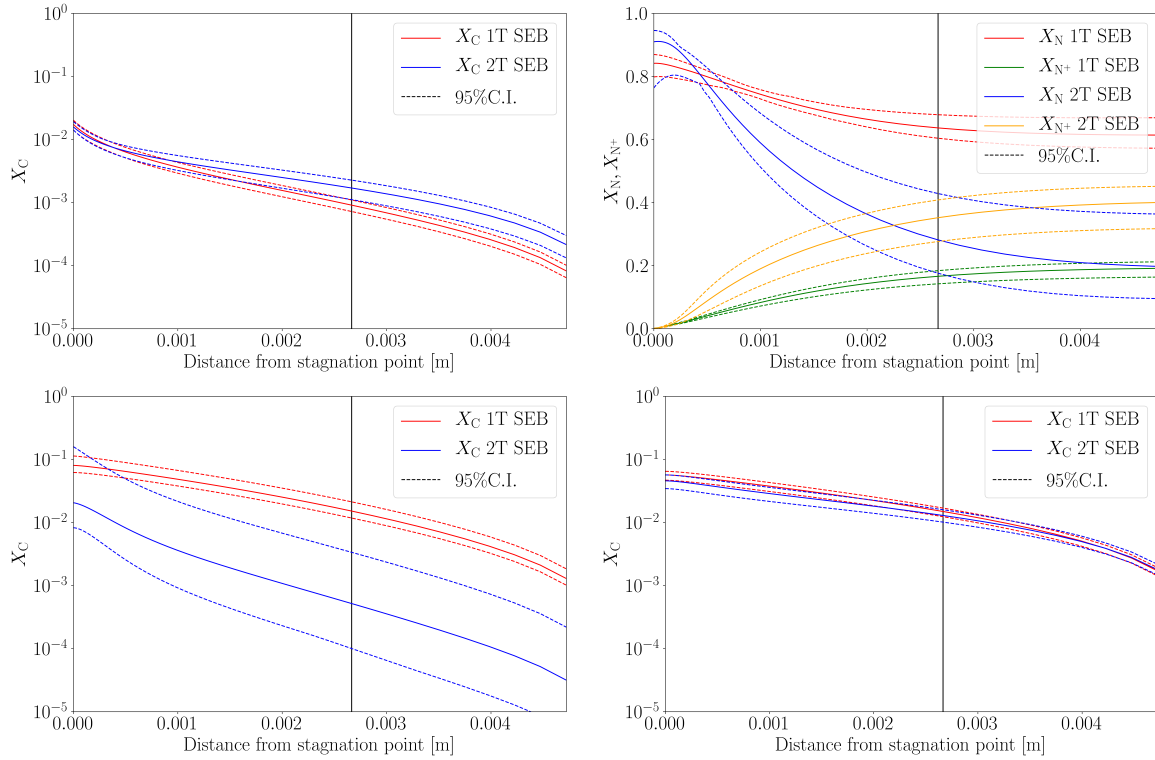 10⁰
10⁻¹
10⁻²
10⁻³
10⁻⁴
10⁻⁵
X_C
X_C 1T SEB
X_C 2T SEB
95%C.I.
0.000 0.001 0.002 0.003 0.004
Distance from stagnation point [m]
1.0
0.8
0.6
0.4
0.2
0.0
X_N, X_N⁺
X_N 1T SEB
X_N⁺ 1T SEB
X_N 2T SEB
X_N⁺ 2T SEB
95%C.I.
0.000 0.001 0.002 0.003 0.004
Distance from stagnation point [m]
10⁰
10⁻¹
10⁻²
10⁻³
10⁻⁴
10⁻⁵
X_C
X_C 1T SEB
X_C 2T SEB
95%C.I.
0.000 0.001 0.002 0.003 0.004
Distance from stagnation point [m]
10⁰
10⁻¹
10⁻²
10⁻³
10⁻⁴
10⁻⁵
X_C
X_C 1T SEB
X_C 2T SEB
95%C.I.
0.000 0.001 0.002 0.003 0.004
Distance from stagnation point [m]